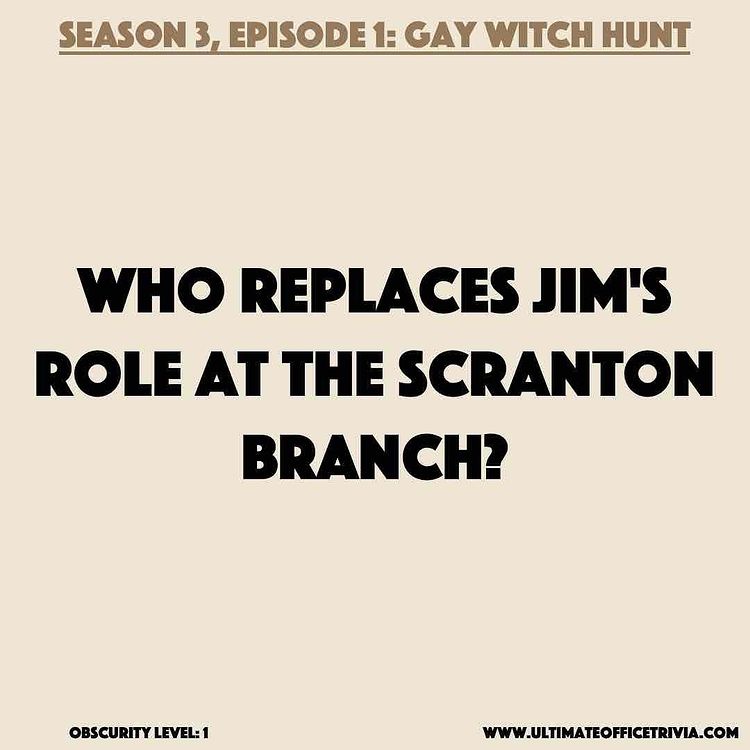 SEASON 3, EPISODE 1: GAY WITCH HUNT
WHO REPLACES JIM'S
ROLE AT THE SCRANTON
BRANCH?
OBSCURITY LEVEL: 1
WWW.ULTIMATEOFFICETRIVIA.COM